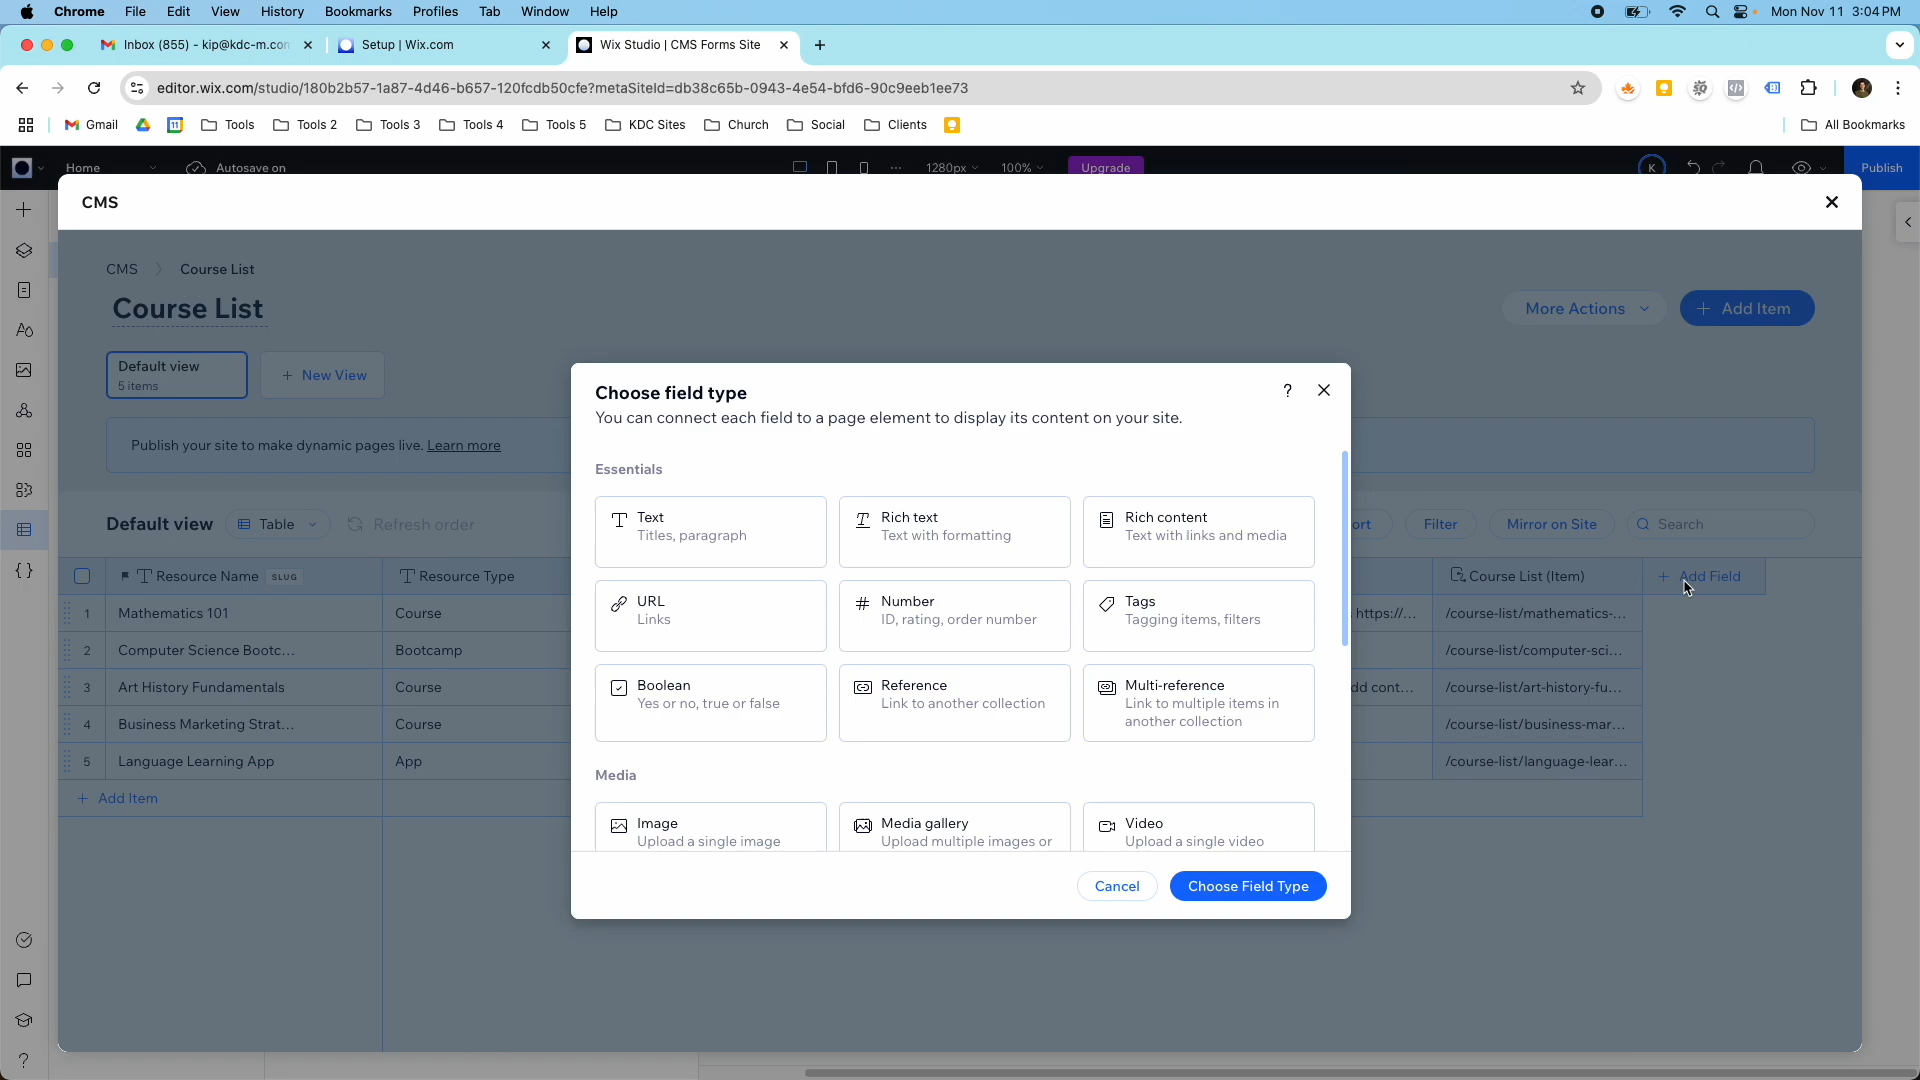 Chrome File Edit View History Bookmarks Profiles Tab Window Help Mon Nov 11 3:04 PM
Inbox (855) - kip@kdc-m.con Setup | Wix.com Wix Studio | CMS Forms Site
editor.wix.com/studio/180b2b57-1a87-4d46-b657-120fcdb50cfe?metaSiteId=db38c65b-0943-4e54-bfd6-90c9eeb1ee73
Gmail Tools Tools 2 Tools 3 Tools 4 Tools 5 KDC Sites Church Social Clients All Bookmarks
Home Autosave on 1280px 100% Upgrade K Publish
CMS
CMS Course List
Course List More Actions + Add Item
Default view
5 items
+ New View
Publish your site to make dynamic pages live. Learn more
Default view Table Refresh order ort Filter Mirror on Site Search
Resource Name SLUG Resource Type Course List (Item) + Add Field
1 Mathematics 101 Course https://... /course-list/mathematics-...
2 Computer Science Bootc... Bootcamp /course-list/computer-sci...
3 Art History Fundamentals Course dd cont... /course-list/art-history-fu...
4 Business Marketing Strat... Course /course-list/business-mar...
5 Language Learning App App /course-list/language-lear...
+ Add Item
Choose field type ?
You can connect each field to a page element to display its content on your site.
Essentials
Text
Titles, paragraph
Rich text
Text with formatting
Rich content
Text with links and media
URL
Links
Number
ID, rating, order number
Tags
Tagging items, filters
Boolean
Yes or no, true or false
Reference
Link to another collection
Multi-reference
Link to multiple items in
another collection
Media
Image
Upload a single image
Media gallery
Upload multiple images or
Video
Upload a single video
Cancel Choose Field Type